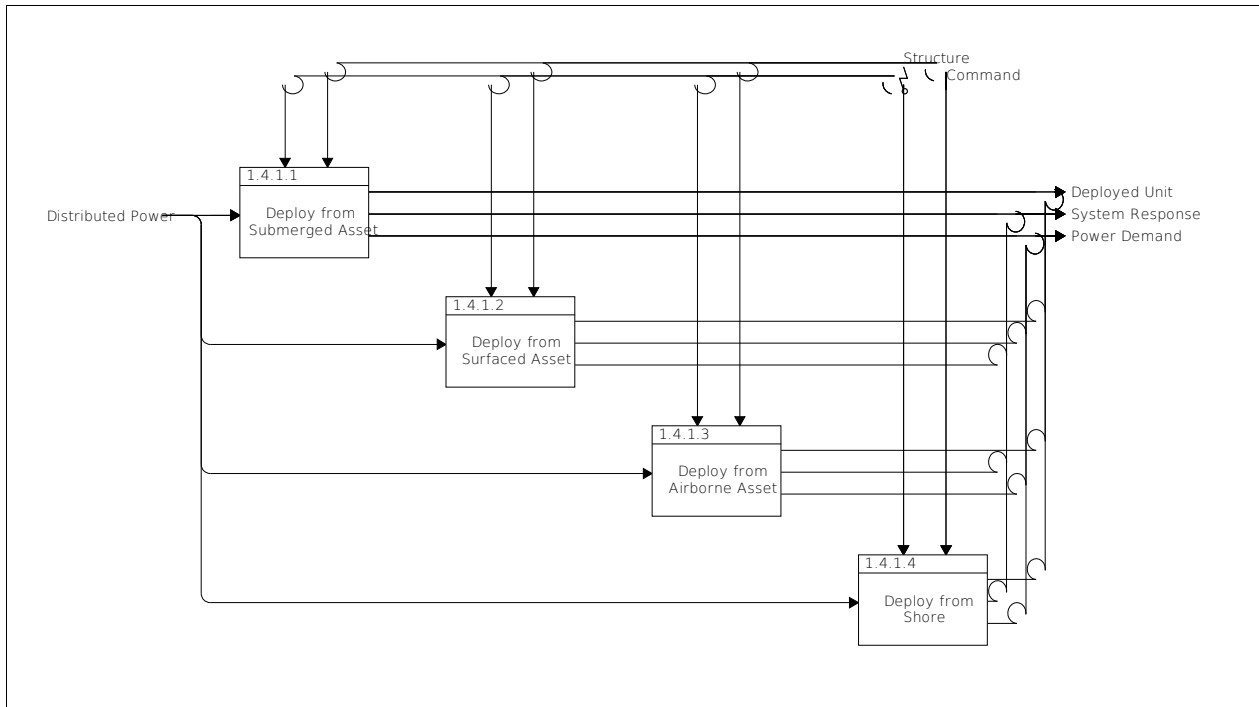 Structure
Command
1.4.1.1
Deploy from
Submerged Asset
Distributed Power
Deployed Unit
System Response
Power Demand
1.4.1.2
Deploy from
Surfaced Asset
1.4.1.3
Deploy from
Airborne Asset
1.4.1.4
Deploy from
Shore